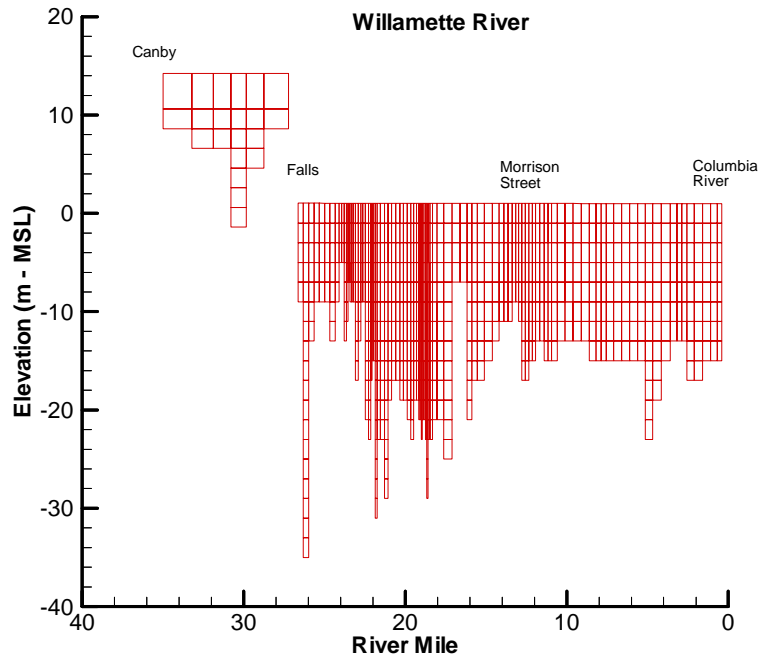 Willamette River
20
Canby
10
Falls
Morrison
Street
Columbia
River
0
-10
Elevation (m - MSL)
-20
-30
-40
40
30
20
10
0
River Mile